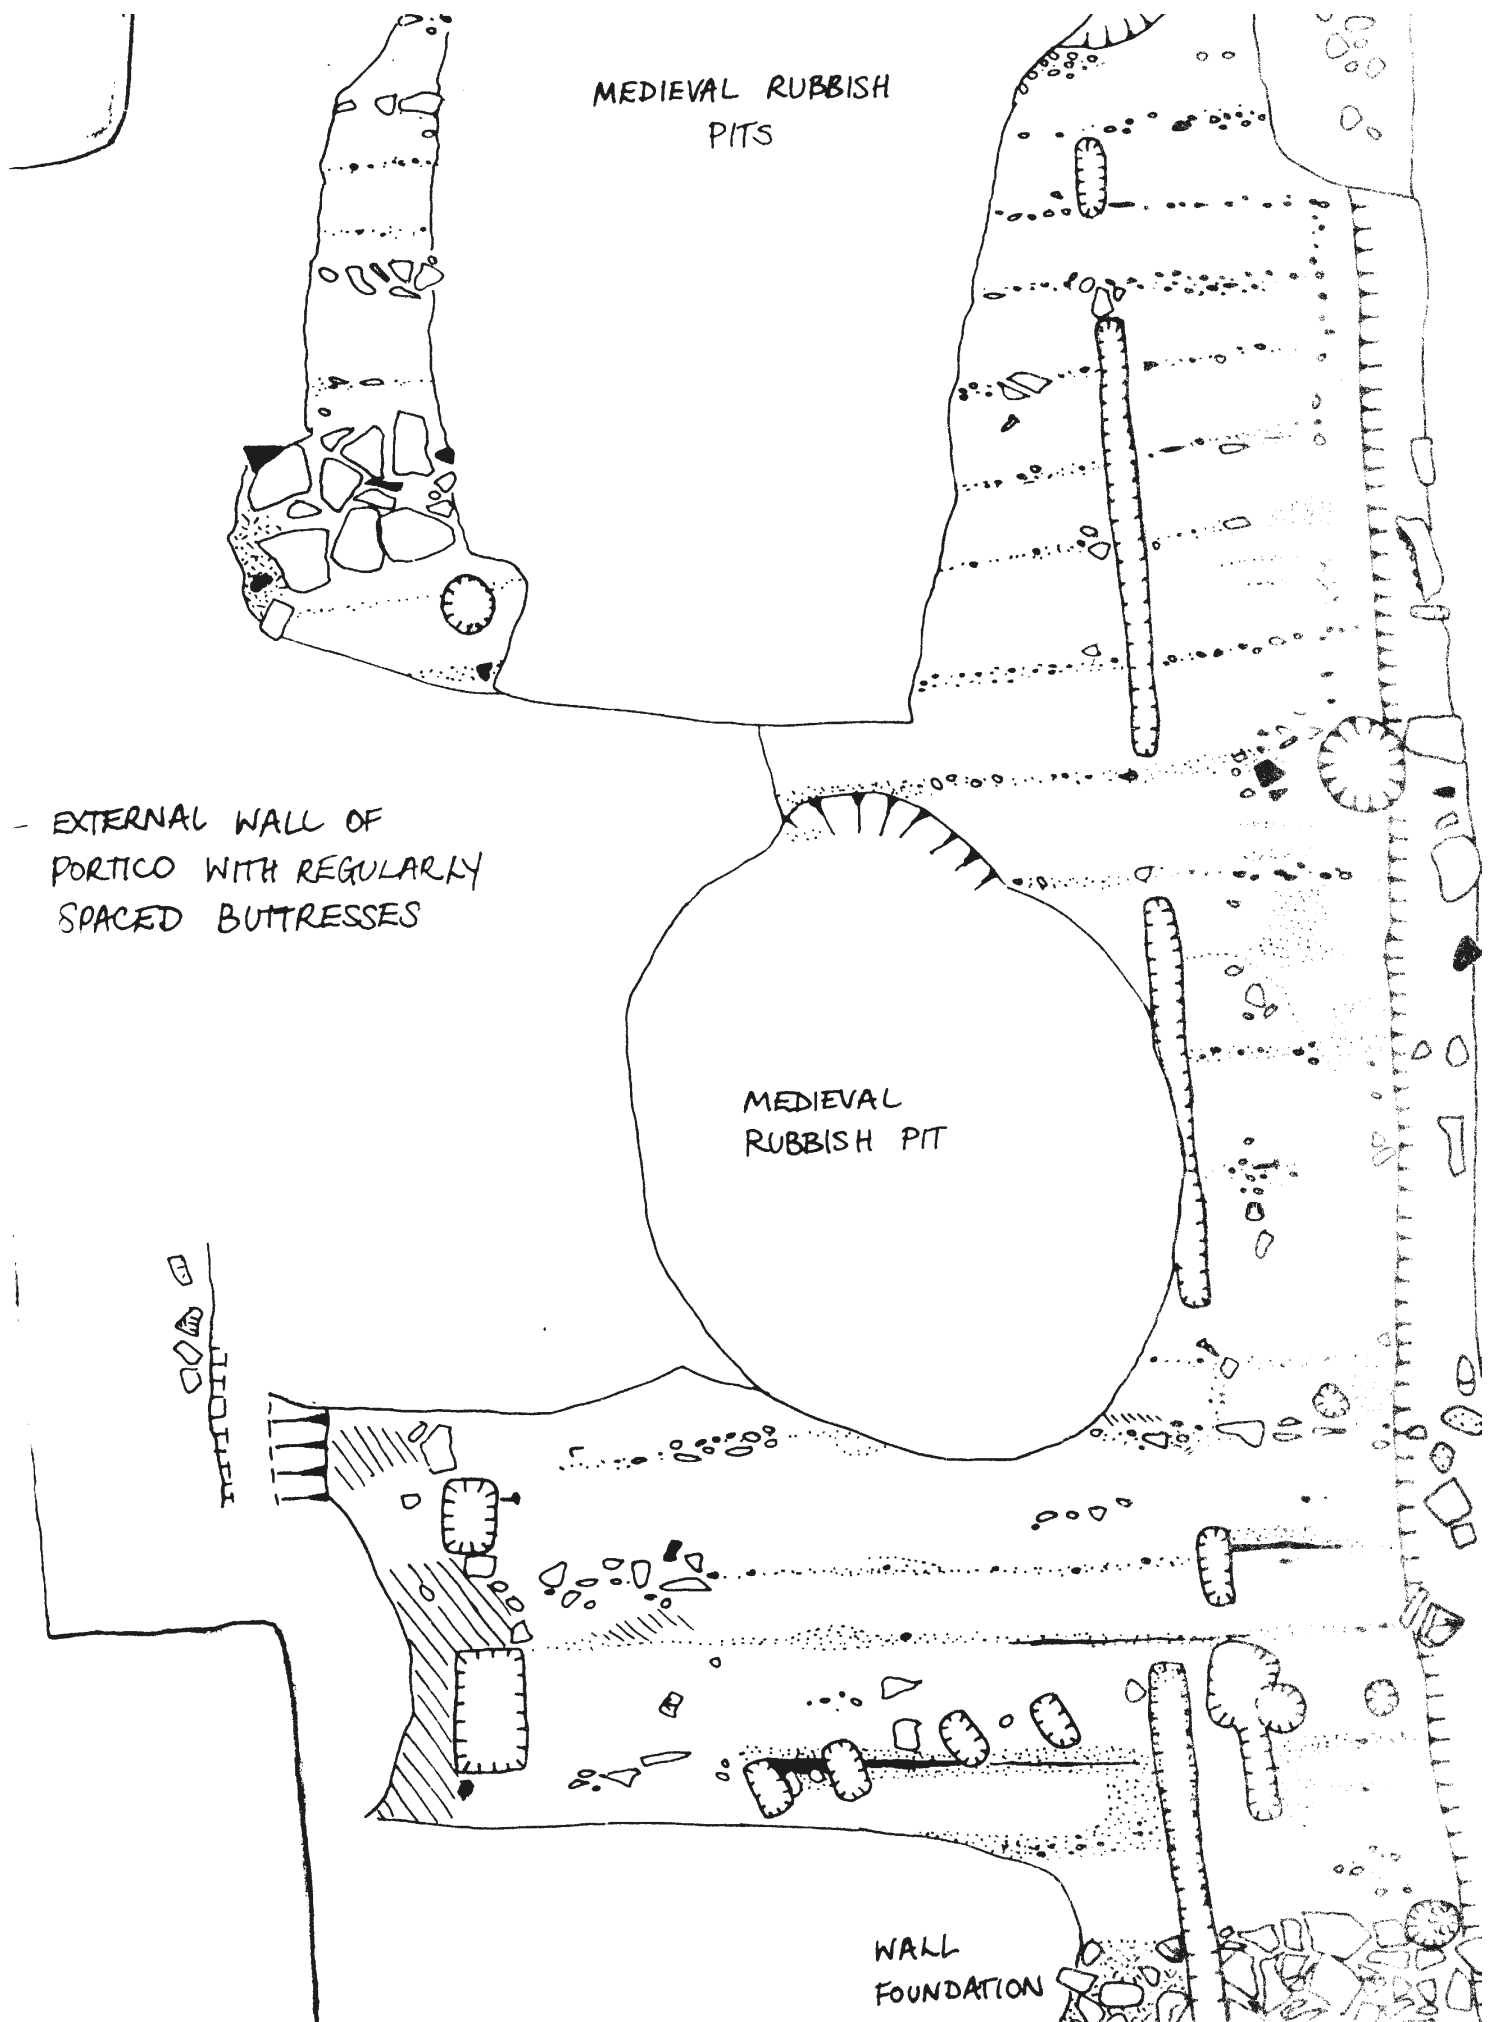 MEDIEVAL RUBBISH
PITS
EXTERNAL WALL OF
PORTICO WITH REGULARLY
SPACED BUTTRESSES
MEDIEVAL
RUBBISH PIT
WALL
FOUNDATION